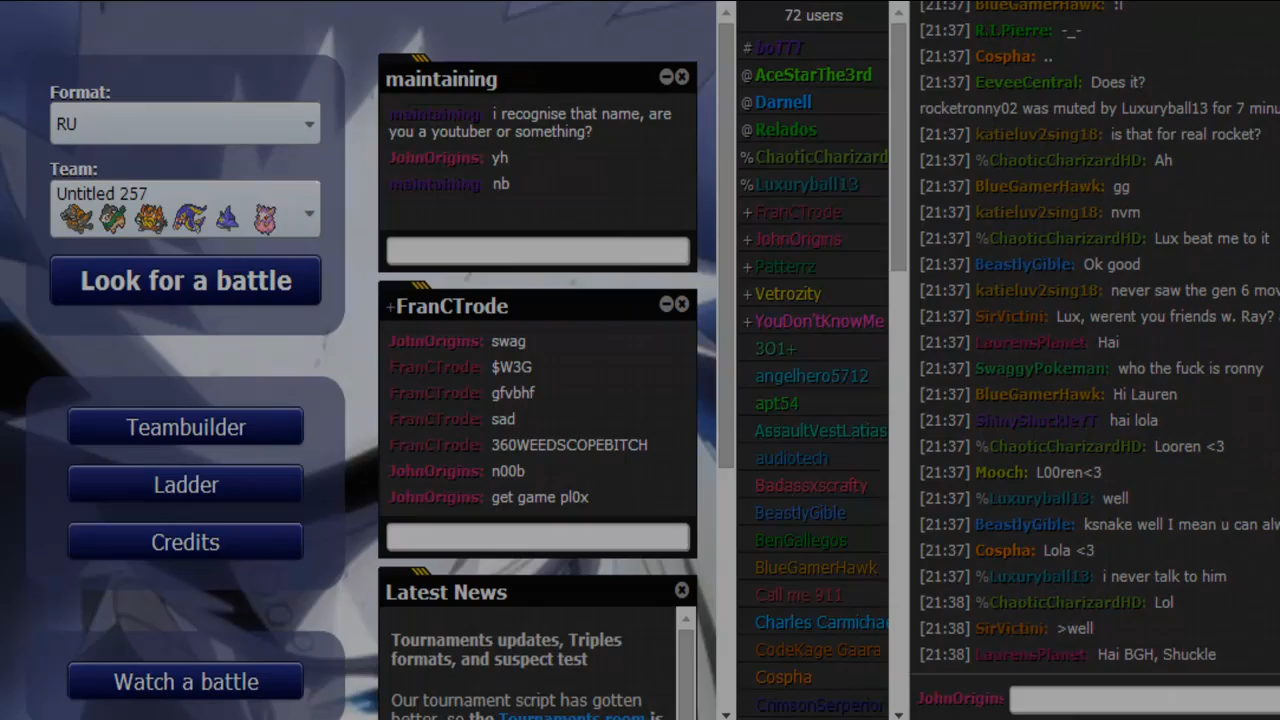 Format:
RU
Team:
Untitled 257
Look for a battle
Teambuilder
Ladder
Credits
Watch a battle
maintaining
maintaining i recognise that name, are
you a youtuber or something?
JohnOrigins: yh
maintaining nb
+FranCTrode
JohnOrigins: swag
FranCTrode: $W3G
FranCTrode: gfvbhf
FranCTrode: sad
FranCTrode: 360WEEDSCOPEBITCH
JohnOrigins: n00b
JohnOrigins: get game pl0x
Latest News
Tournaments updates, Triples
formats, and suspect test
Our tournament script has gotten
better, so the Tournaments room is
72 users
# boTTT
@AceStarThe3rd
@Darnell
@Relados
%ChaoticCharizard
%Luxuryball13
+FranCTrode
+JohnOrigins
+Patterrz
+Vetrozity
+YouDon'tKnowMe
3O1+
angelhero5712
apt54
AssaultVestLatias
audiotech
Badassxscrafty
BeastlyGible
BenGallegos
BlueGamerHawk
Call me 911
Charles Carmichae
CodeKage Gaara
Cospha
CrimsonSerperior
[21:37] BlueGamerHawk: :l
[21:37] R.I.Pierre: -_-
[21:37] Cospha: ..
[21:37] EeveeCentral: Does it?
rocketronny02 was muted by Luxuryball13 for 7 minu
[21:37] katieluv2sing18: is that for real rocket?
[21:37] %ChaoticCharizardHD: Ah
[21:37] BlueGamerHawk: gg
[21:37] katieluv2sing18: nvm
[21:37] %ChaoticCharizardHD: Lux beat me to it
[21:37] BeastlyGible: Ok good
[21:37] katieluv2sing18: never saw the gen 6 mov
[21:37] SirVictini: Lux, werent you friends w. Ray?
[21:37] LaurensPlanet: Hai
[21:37] SwaggyPokeman: who the fuck is ronny
[21:37] BlueGamerHawk: Hi Lauren
[21:37] ShinyShuckleYT: hai lola
[21:37] %ChaoticCharizardHD: Looren <3
[21:37] Mooch: L00ren<3
[21:37] %Luxuryball13: well
[21:37] BeastlyGible: ksnake well I mean u can alw
[21:37] Cospha: Lola <3
[21:37] %Luxuryball13: i never talk to him
[21:38] %ChaoticCharizardHD: Lol
[21:38] SirVictini: >well
[21:38] LaurensPlanet: Hai BGH, Shuckle
JohnOrigins